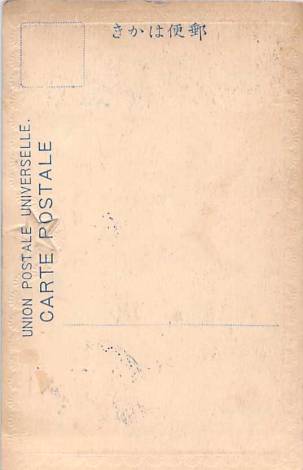 郵便はかき
UNION POSTALE UNIVERSELLE.
CARTE POSTALE